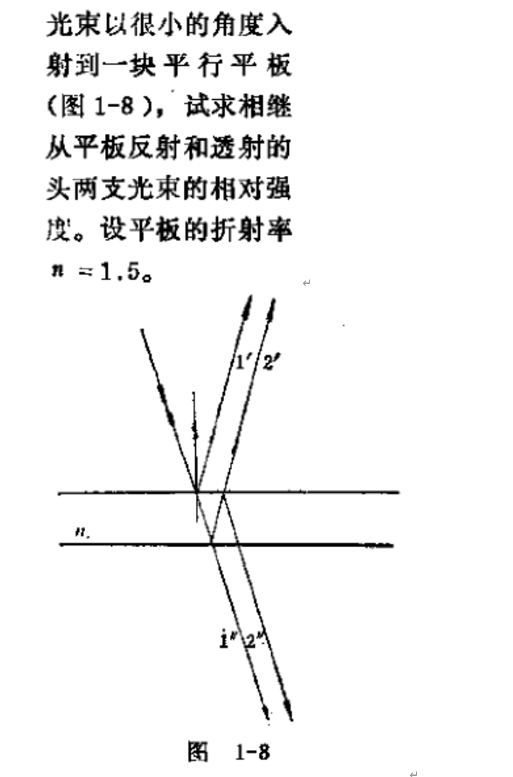 光束以很小的角度入
射到一块平行平板
(图1-8)，试求相继
从平板反射和透射的
头两支光束的相对强
度。设平板的折射率
n =1.5。
1′ 2′
n.
1″ 2″
图 1-8